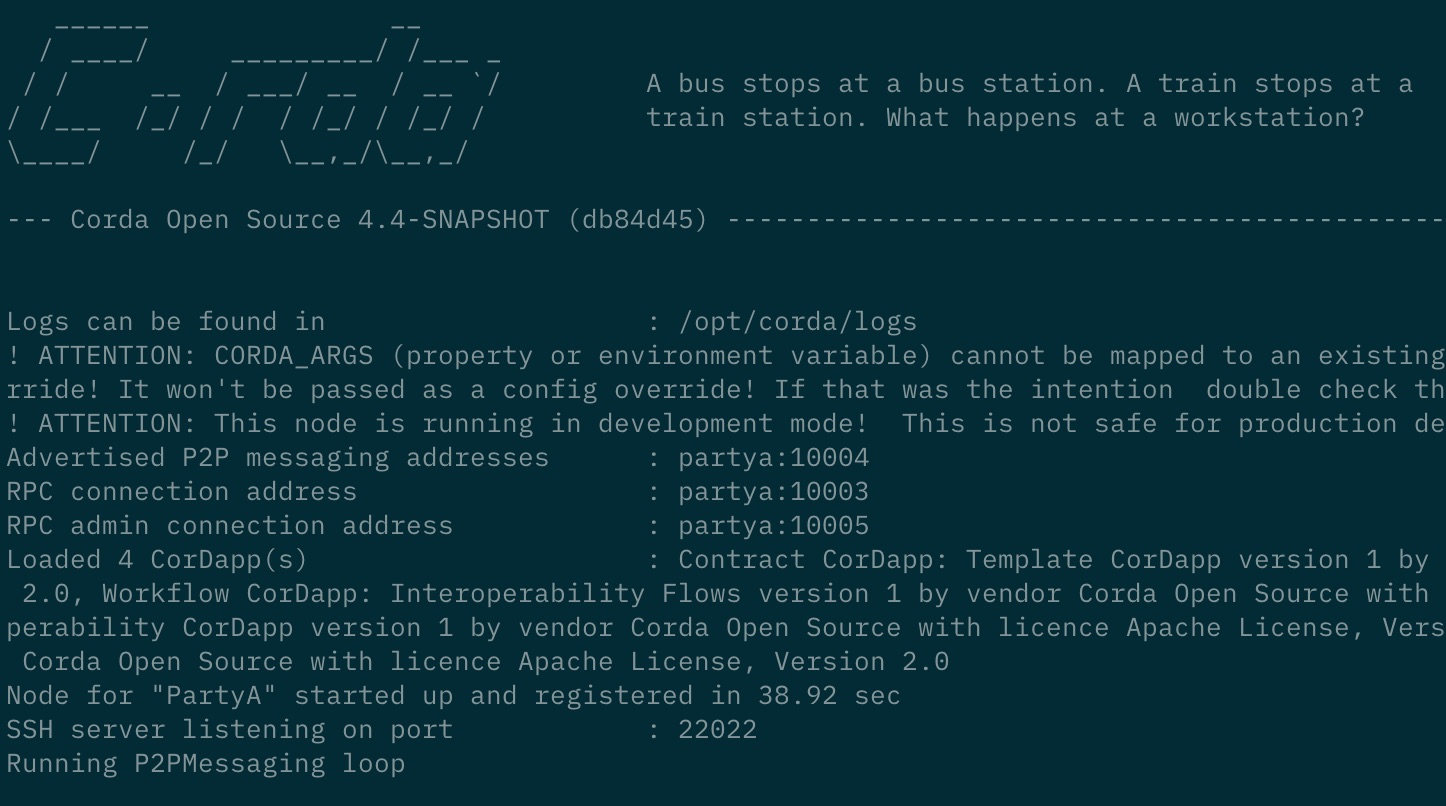 Corda
A bus stops at a bus station. A train stops at a
train station. What happens at a workstation?
--- Corda Open Source 4.4-SNAPSHOT (db84d45) ---------------------------------------------
Logs can be found in : /opt/corda/logs
! ATTENTION: CORDA_ARGS (property or environment variable) cannot be mapped to an existing
rride! It won't be passed as a config override! If that was the intention  double check th
! ATTENTION: This node is running in development mode!  This is not safe for production de
Advertised P2P messaging addresses : partya:10004
RPC connection address : partya:10003
RPC admin connection address : partya:10005
Loaded 4 CorDapp(s) : Contract CorDapp: Template CorDapp version 1 by
2.0, Workflow CorDapp: Interoperability Flows version 1 by vendor Corda Open Source with
perability CorDapp version 1 by vendor Corda Open Source with licence Apache License, Vers
Corda Open Source with licence Apache License, Version 2.0
Node for "PartyA" started up and registered in 38.92 sec
SSH server listening on port : 22022
Running P2PMessaging loop